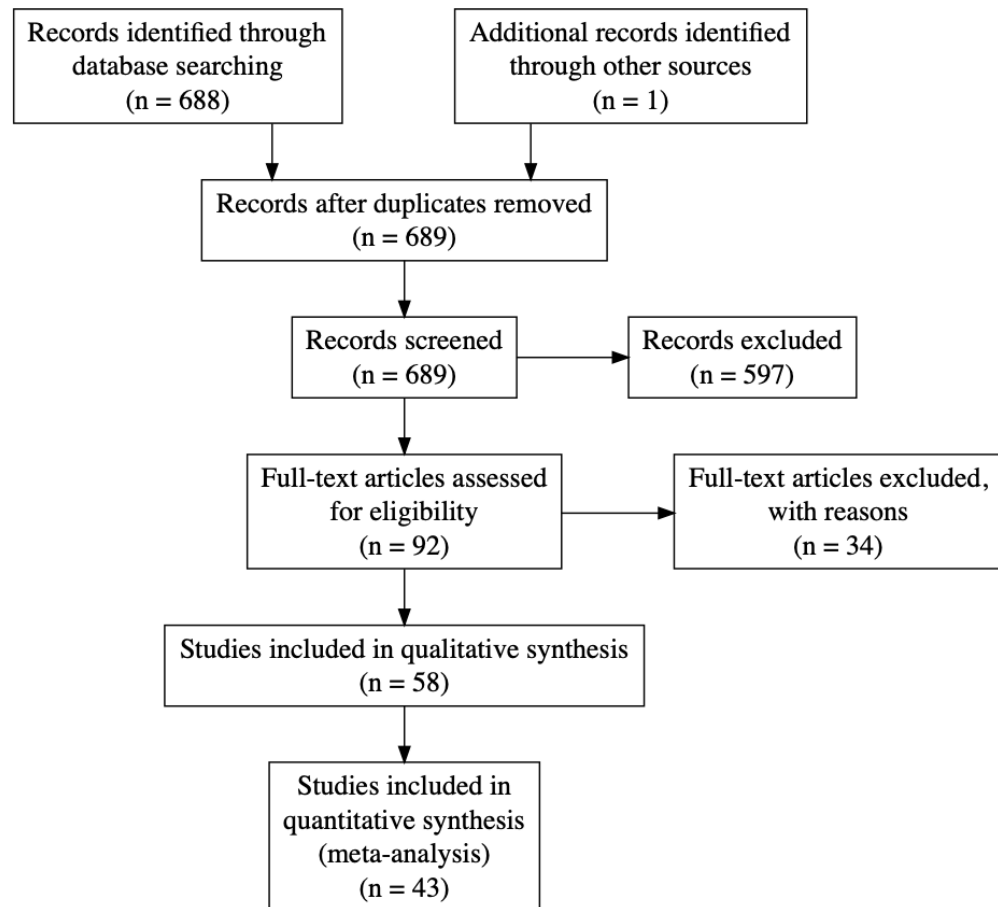 Records identified through
database searching
(n = 688)
Additional records identified
through other sources
(n = 1)
Records after duplicates removed
(n = 689)
Records screened
(n = 689)
Records excluded
(n = 597)
Full-text articles assessed
for eligibility
(n = 92)
Full-text articles excluded,
with reasons
(n = 34)
Studies included in qualitative synthesis
(n = 58)
Studies included in
quantitative synthesis
(meta-analysis)
(n = 43)